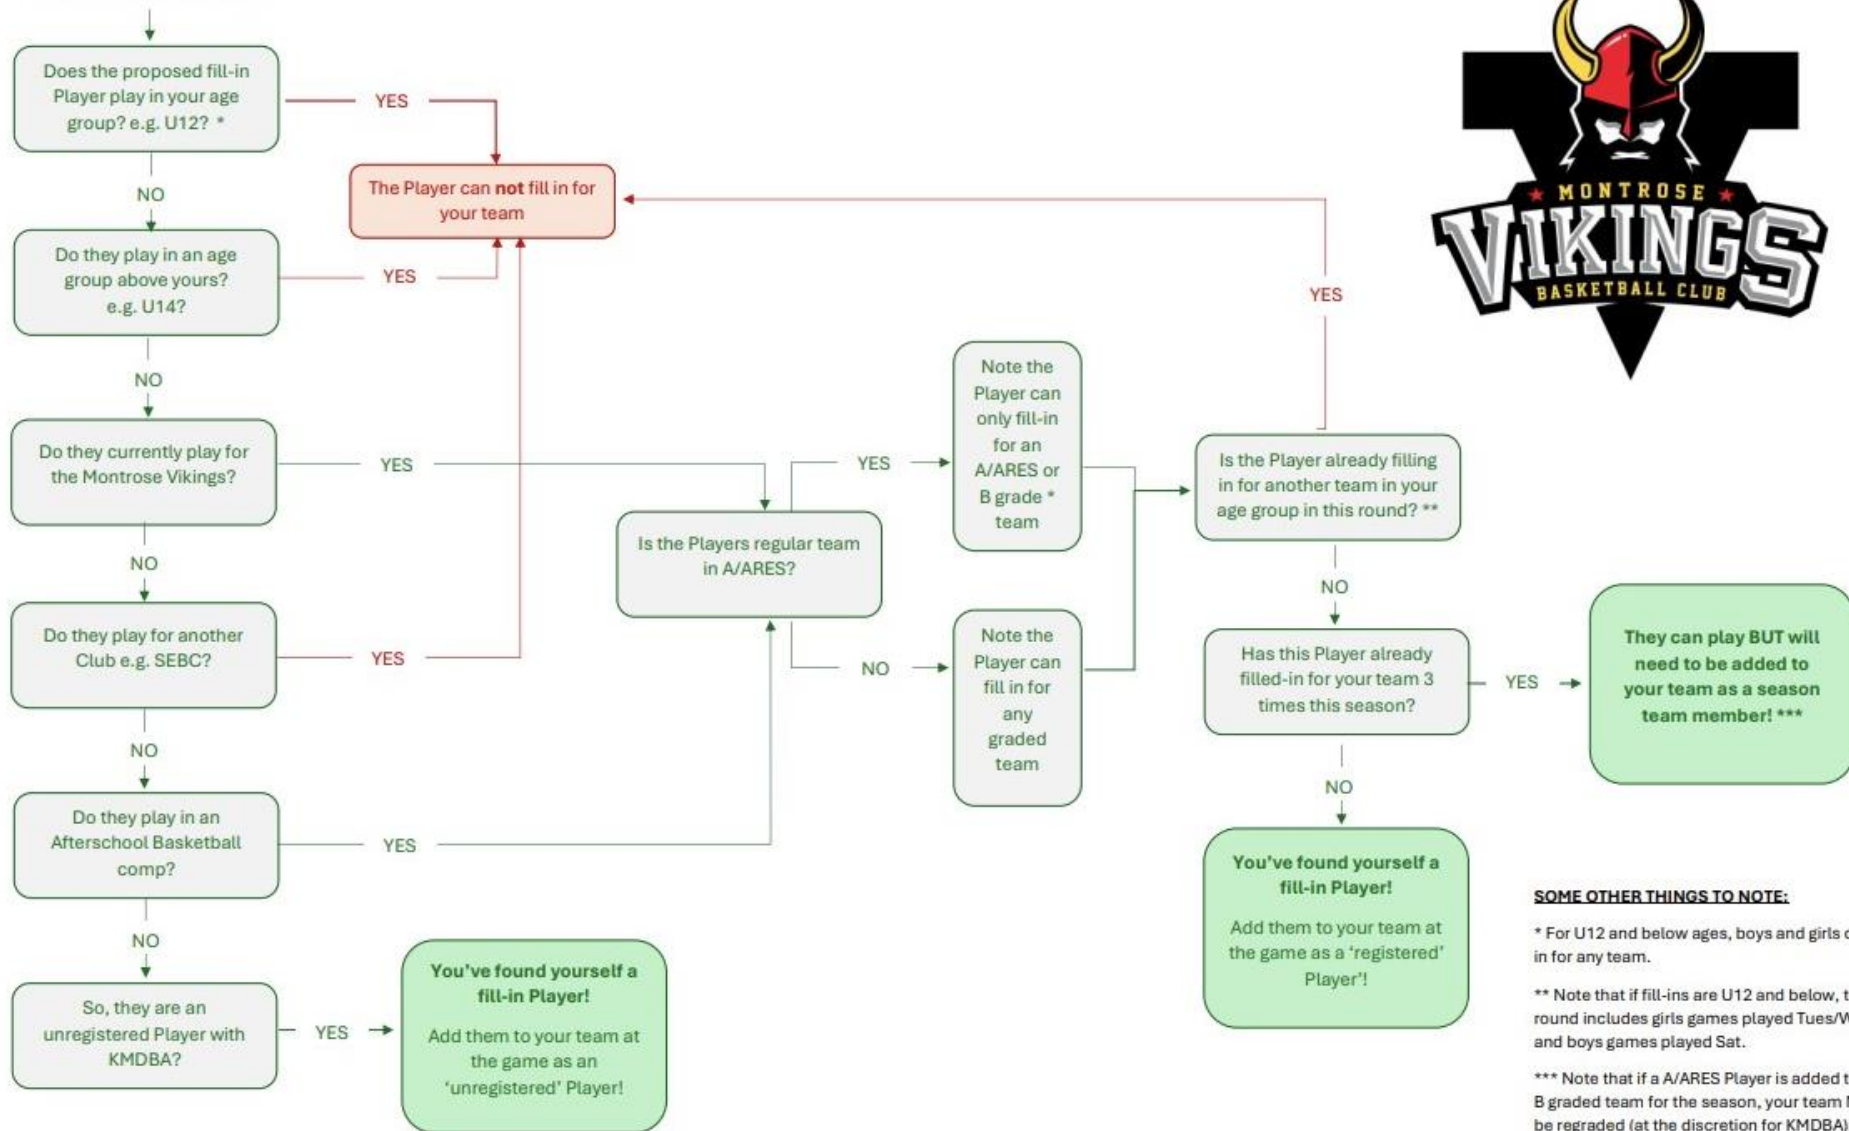 Does the proposed fill-in
Player play in your age
group? e.g. U12? *
YES
NO
The Player can not fill in for
your team
Do they play in an age
group above yours?
e.g. U14?
YES
NO
Do they currently play for
the Montrose Vikings?
YES
NO
Do they play for another
Club e.g. SEBC?
YES
NO
Do they play in an
Afterschool Basketball
comp?
YES
NO
So, they are an
unregistered Player with
KMDBA?
YES
You've found yourself a
fill-in Player!
Add them to your team at
the game as an
'unregistered' Player!
Is the Players regular team
in A/ARES?
YES
Note the
Player can
only fill-in
for an
A/ARES or
B grade *
team
NO
Note the
Player can
fill in for
any
graded
team
Is the Player already filling
in for another team in your
age group in this round? **
YES
NO
Has this Player already
filled-in for your team 3
times this season?
YES
They can play BUT will
need to be added to
your team as a season
team member! ***
NO
You've found yourself a
fill-in Player!
Add them to your team at
the game as a 'registered'
Player'!
MONTROSE
VIKINGS
BASKETBALL CLUB
SOME OTHER THINGS TO NOTE:
* For U12 and below ages, boys and girls
in for any team.
** Note that if fill-ins are U12 and below,
round includes girls games played Tues/W
and boys games played Sat.
*** Note that if a A/ARES Player is added
B graded team for the season, your team
be regraded (at the discretion for KMDBA)